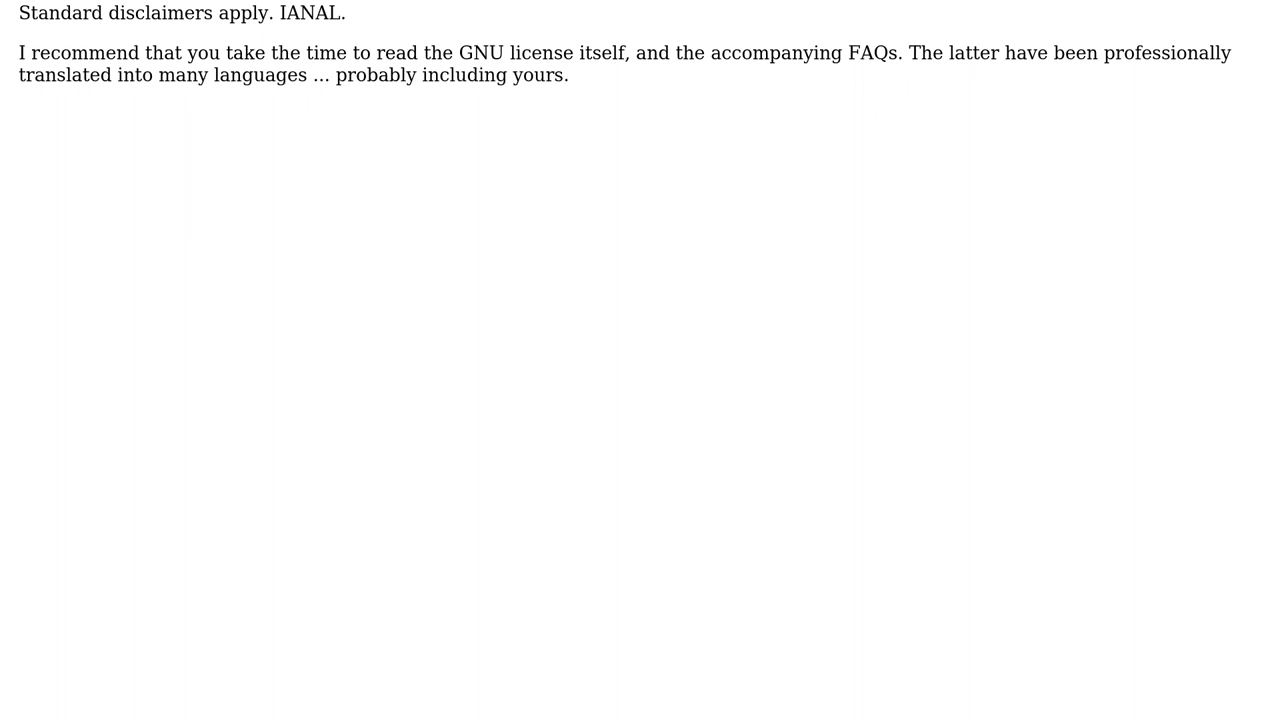 Standard disclaimers apply. IANAL.
I recommend that you take the time to read the GNU license itself, and the accompanying FAQs. The latter have been professionally
translated into many languages ... probably including yours.